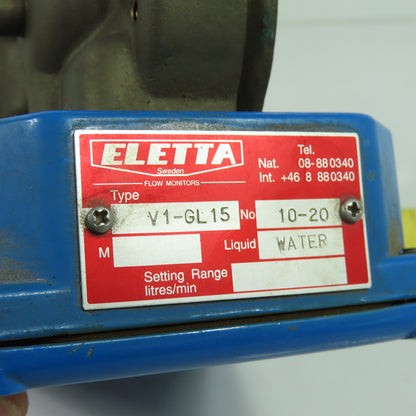 ELETTA
Sweden
FLOW MONITORS
Tel.
Nat. 08-880340
Int. +46 8 880340
Type V1-GL15 No 10-20
M Liquid WATER
Setting Range
litres/min